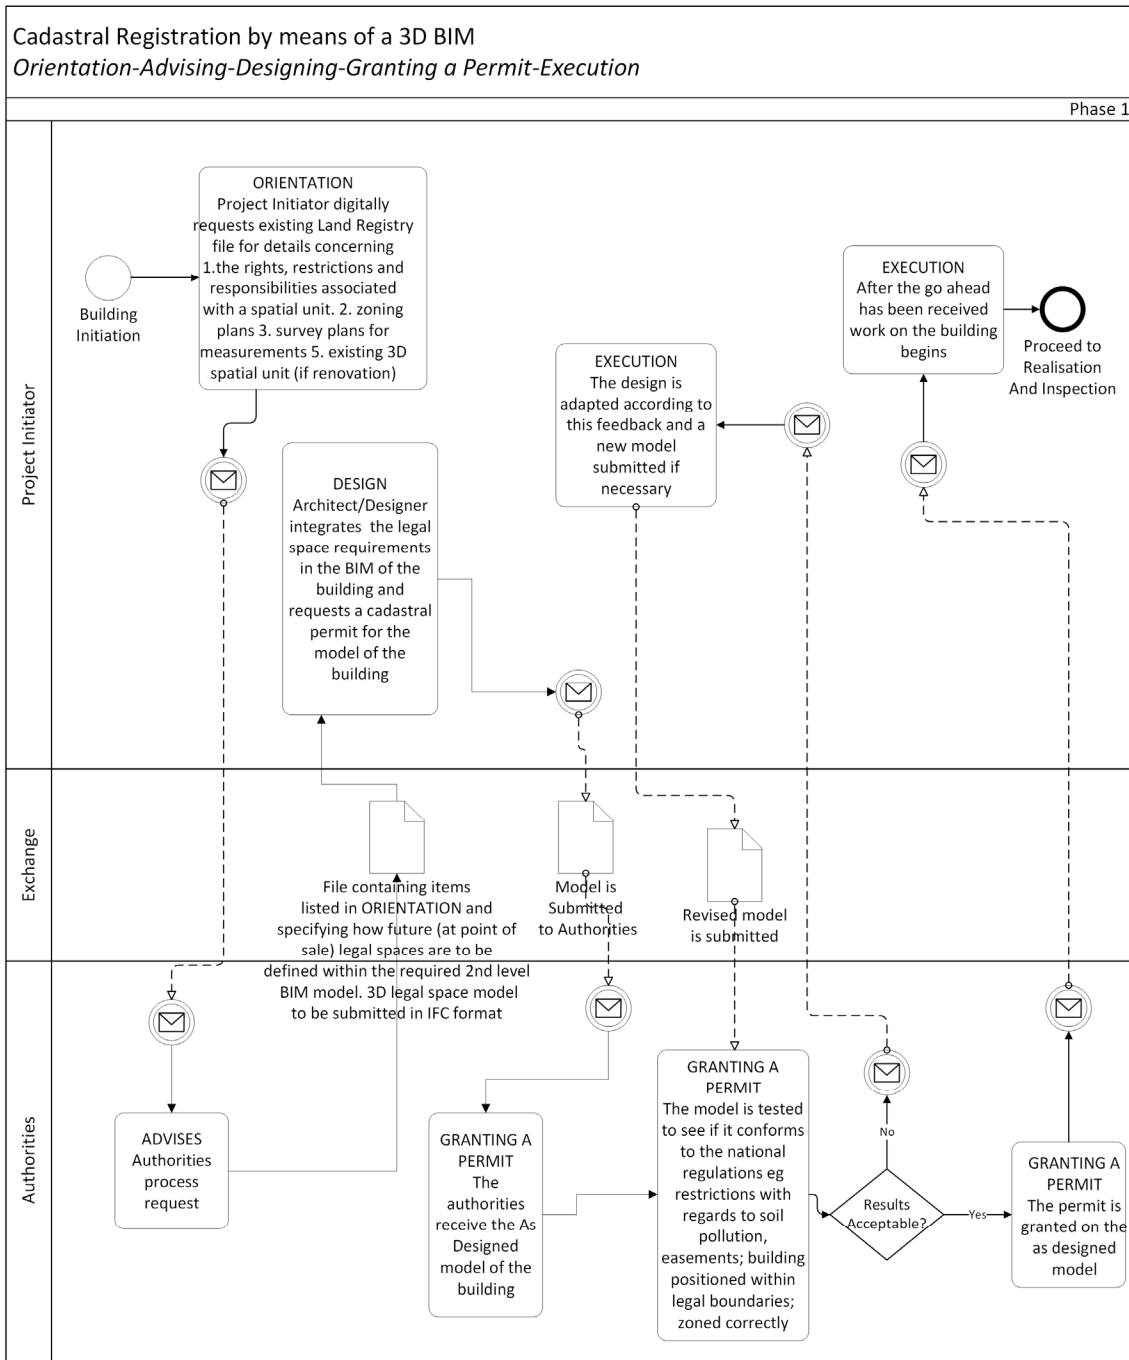 Cadastral Registration by means of a 3D BIM
Orientation-Advising-Designing-Granting a Permit-Execution
Phase 1
Project Initiator
Building
Initiation
ORIENTATION
Project Initiator digitally
requests existing Land Registry
file for details concerning
1.the rights, restrictions and
responsibilities associated
with a spatial unit. 2. zoning
plans 3. survey plans for
measurements 5. existing 3D
spatial unit (if renovation)
DESIGN
Architect/Designer
integrates the legal
space requirements
in the BIM of the
building and
requests a cadastral
permit for the
model of the
building
EXECUTION
The design is
adapted according to
this feedback and a
new model
submitted if
necessary
EXECUTION
After the go ahead
has been received
work on the building
begins
Proceed to
Realisation
And Inspection
Exchange
File containing items
listed in ORIENTATION and
specifying how future (at point of
sale) legal spaces are to be
defined within the required 2nd level
BIM model. 3D legal space model
to be submitted in IFC format
Model is
Submitted
to Authorities
Revised model
is submitted
Authorities
ADVISES
Authorities
process
request
GRANTING A
PERMIT The
authorities
receive the As
Designed
model of the
building
GRANTING A
PERMIT
The model is tested
to see if it conforms
to the national
regulations eg
restrictions with
regards to soil
pollution,
easements; building
positioned within
legal boundaries;
zoned correctly
Results
Acceptable?
No
Yes
GRANTING A
PERMIT
The permit is
granted on the
as designed
model